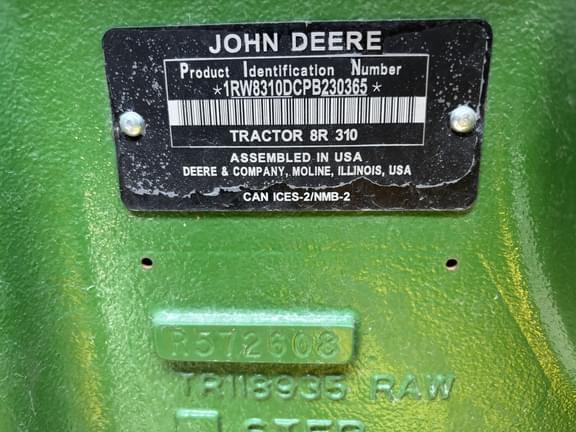 JOHN DEERE
Product Identification Number
*1RW8310DCPB230365*
TRACTOR 8R 310
ASSEMBLED IN USA
DEERE & COMPANY, MOLINE, ILLINOIS, USA
CAN ICES-2/NMB-2
R572608
TR118935 RAW